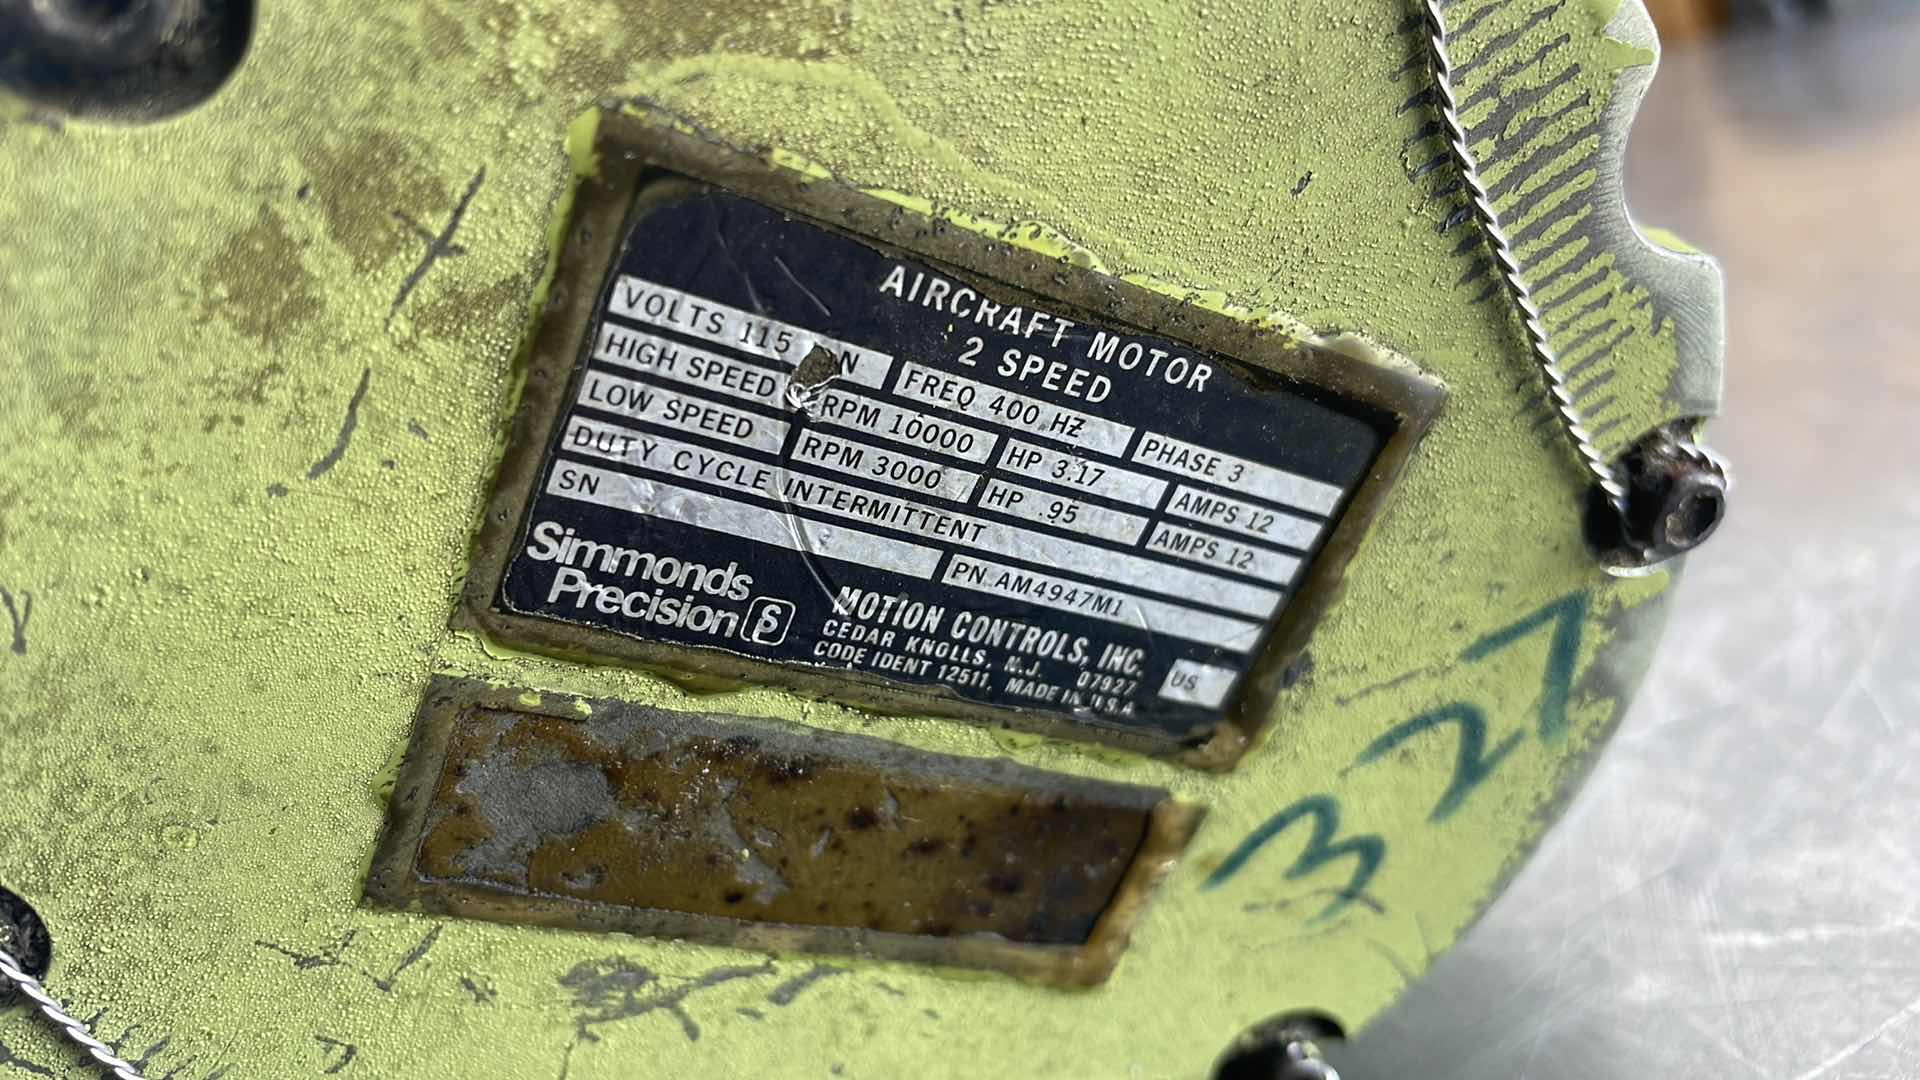 AIRCRAFT MOTOR
2 SPEED
VOLTS 115 FREQ 400 HZ PHASE 3
HIGH SPEED RPM 10000 HP 3.17 AMPS 12
LOW SPEED RPM 3000 HP .95 AMPS 12
DUTY CYCLE INTERMITTENT
SN PN AM4947M1
Simmonds
Precision
MOTION CONTROLS, INC.
CEDAR KNOLLS, N.J. 07927
CODE IDENT 12511, MADE IN U.S.A.
US
327